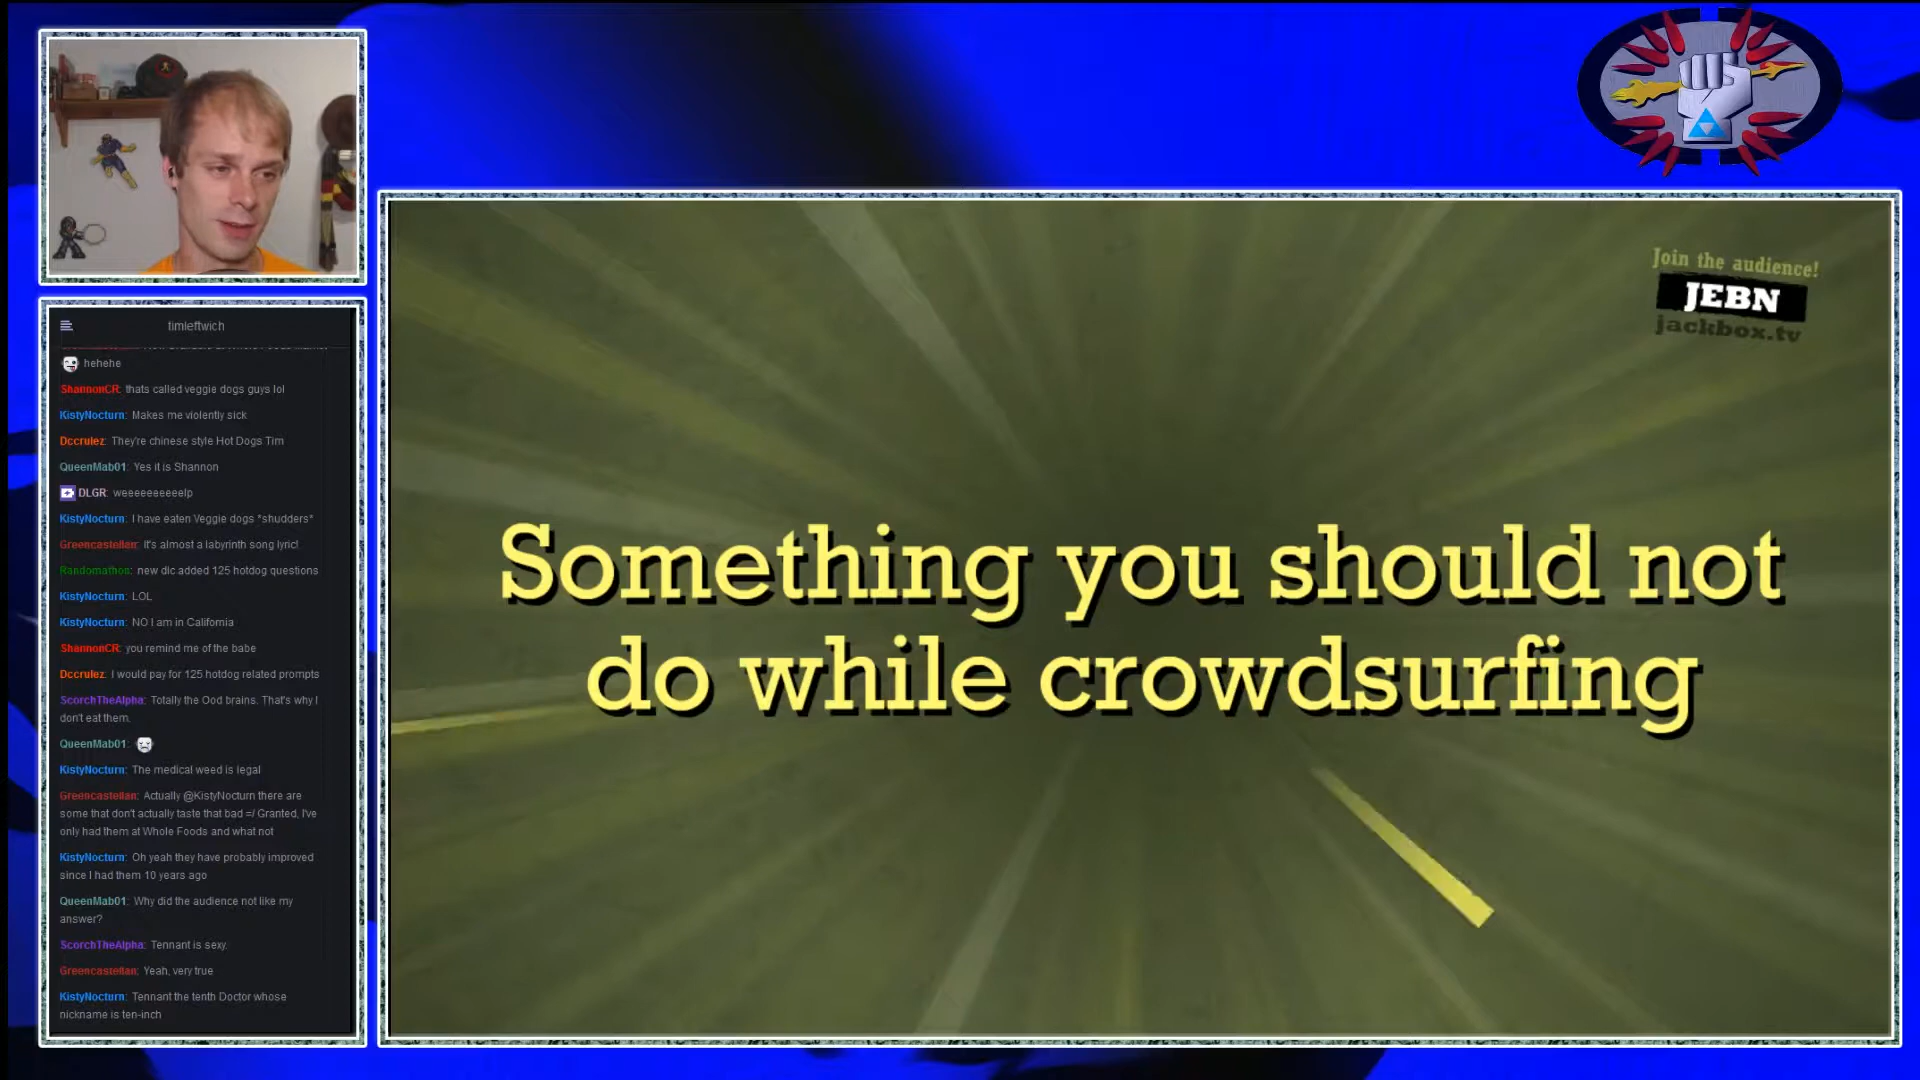 timleftwich
hehehe
ShannonCR: thats called veggie dogs guys lol
KistyNocturn: Makes me violently sick
Dccrulez: They're chinese style Hot Dogs Tim
QueenMab01: Yes it is Shannon
DLGR: weeeeeeeeeelp
KistyNocturn: I have eaten Veggie dogs *shudders*
Greencastellan: It's almost a labyrinth song lyric!
Randomathon: new dlc added 125 hotdog questions
KistyNocturn: LOL
KistyNocturn: NO I am in California
ShannonCR: you remind me of the babe
Dccrulez: I would pay for 125 hotdog related prompts
ScorchTheAlpha: Totally the Ood brains. That's why I
don't eat them.
QueenMab01:
KistyNocturn: The medical weed is legal
Greencastellan: Actually @KistyNocturn there are
some that don't actually taste that bad =/ Granted, I've
only had them at Whole Foods and what not
KistyNocturn: Oh yeah they have probably improved
since I had them 10 years ago
QueenMab01: Why did the audience not like my
answer?
ScorchTheAlpha: Tennant is sexy.
Greencastellan: Yeah, very true
KistyNocturn: Tennant the tenth Doctor whose
nickname is ten-inch
Join the audience!
JEBN
jackbox.tv
Something you should not
do while crowdsurfing